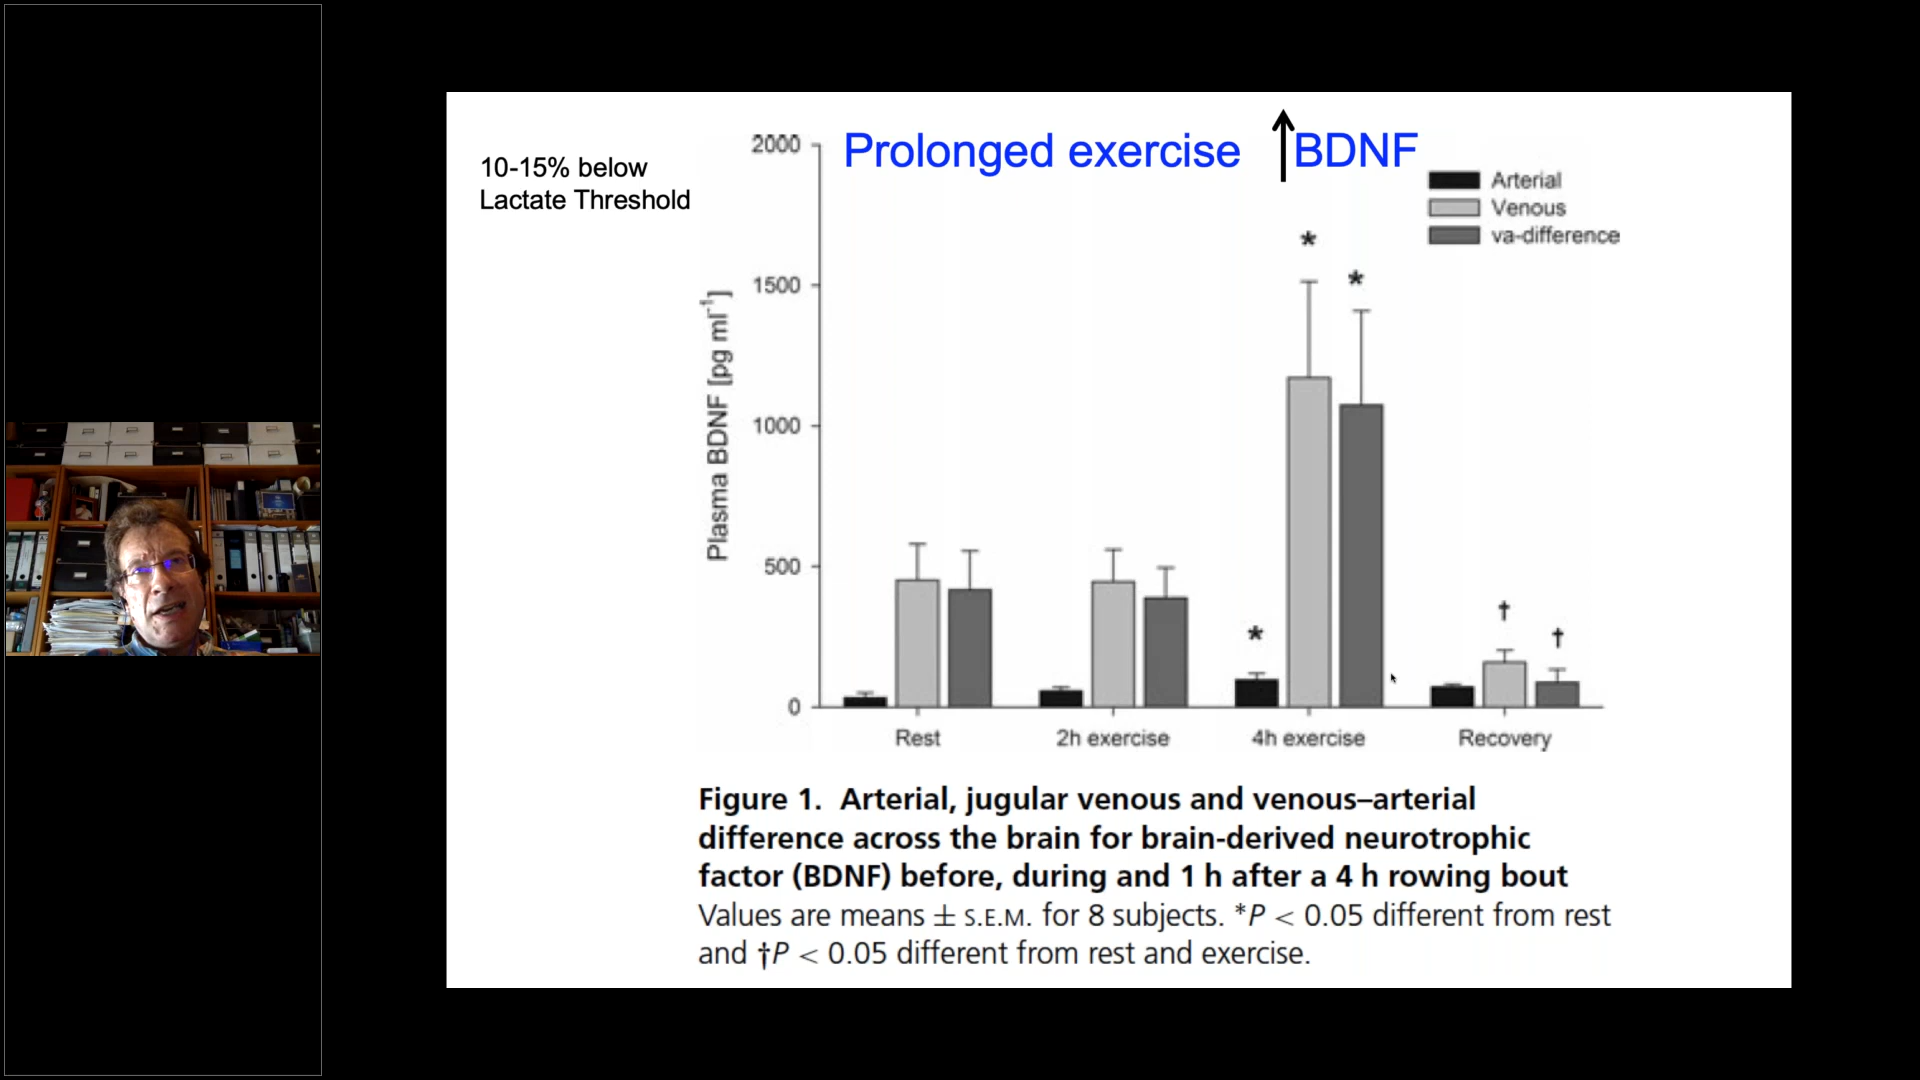 Prolonged exercise ↑BDNF
10-15% below
Lactate Threshold
2000
1500
1000
500
0
Plasma BDNF [pg ml⁻¹]
Arterial
Venous
va-difference
*
*
*
†
†
Rest
2h exercise
4h exercise
Recovery
Figure 1. Arterial, jugular venous and venous–arterial
difference across the brain for brain-derived neurotrophic
factor (BDNF) before, during and 1 h after a 4 h rowing bout
Values are means ± S.E.M. for 8 subjects. *P < 0.05 different from rest
and †P < 0.05 different from rest and exercise.